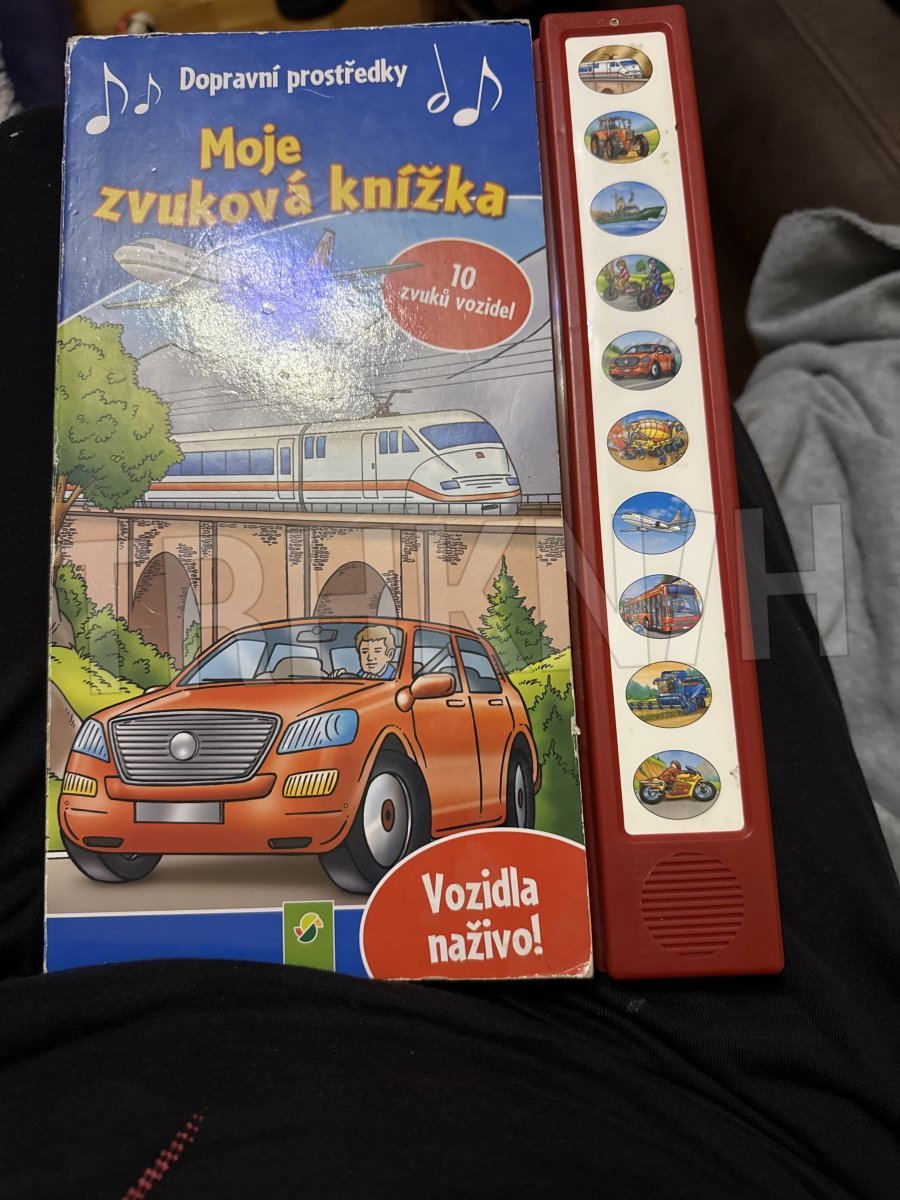 Dopravní prostředky
Moje
zvuková knížka
10
zvuků vozidel
Vozidla
naživo!